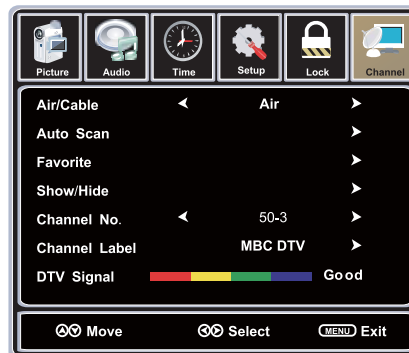 Picture Audio Time Setup Lock Channel
Air/Cable Air
Auto Scan
Favorite
Show/Hide
Channel No. 50-3
Channel Label MBC DTV
DTV Signal Good
Move Select MENU Exit